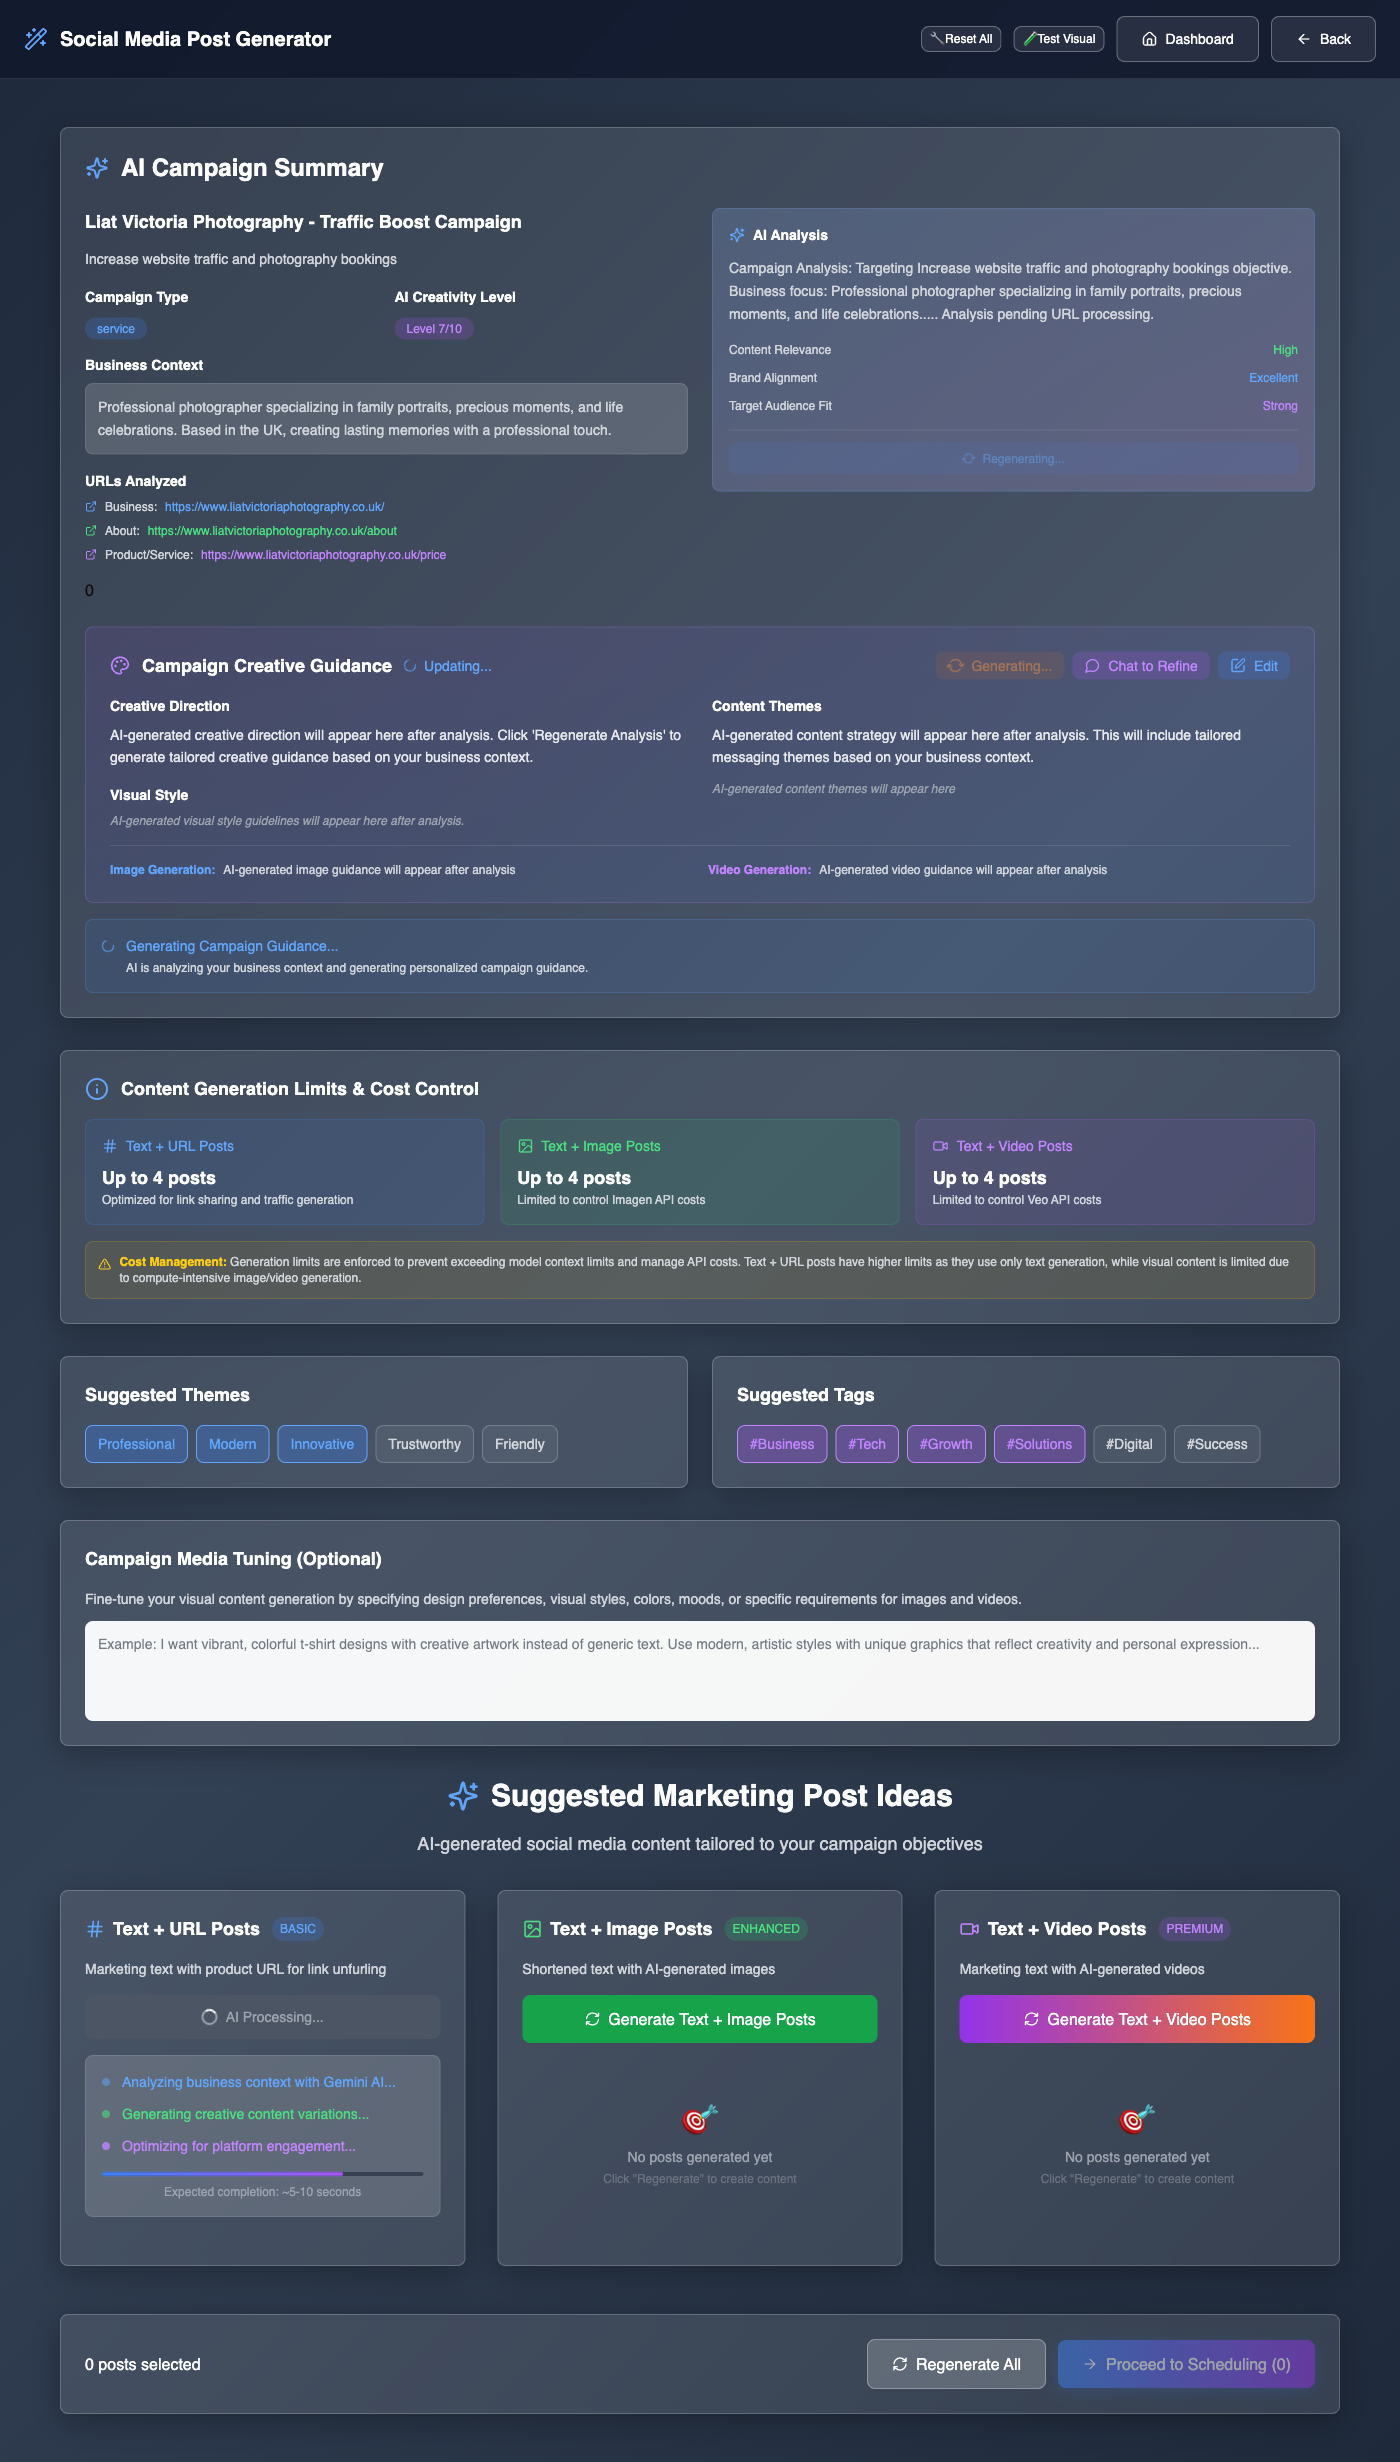 Social Media Post Generator
Reset All
Test Visual
Dashboard
Back
AI Campaign Summary
Liat Victoria Photography - Traffic Boost Campaign
Increase website traffic and photography bookings
Campaign Type
AI Creativity Level
service
Level 7/10
Business Context
Professional photographer specializing in family portraits, precious moments, and life
celebrations. Based in the UK, creating lasting memories with a professional touch.
URLs Analyzed
Business: https://www.liatvictoriaphotography.co.uk/
About: https://www.liatvictoriaphotography.co.uk/about
Product/Service: https://www.liatvictoriaphotography.co.uk/price
0
AI Analysis
Campaign Analysis: Targeting Increase website traffic and photography bookings objective.
Business focus: Professional photographer specializing in family portraits, precious
moments, and life celebrations..... Analysis pending URL processing.
Content Relevance High
Brand Alignment Excellent
Target Audience Fit Strong
Regenerating...
Campaign Creative Guidance
Updating...
Generating...
Chat to Refine
Edit
Creative Direction
AI-generated creative direction will appear here after analysis. Click 'Regenerate Analysis' to
generate tailored creative guidance based on your business context.
Visual Style
AI-generated visual style guidelines will appear here after analysis.
Content Themes
AI-generated content strategy will appear here after analysis. This will include tailored
messaging themes based on your business context.
AI-generated content themes will appear here
Image Generation: AI-generated image guidance will appear after analysis
Video Generation: AI-generated video guidance will appear after analysis
Generating Campaign Guidance...
AI is analyzing your business context and generating personalized campaign guidance.
Content Generation Limits & Cost Control
Text + URL Posts
Up to 4 posts
Optimized for link sharing and traffic generation
Text + Image Posts
Up to 4 posts
Limited to control Imagen API costs
Text + Video Posts
Up to 4 posts
Limited to control Veo API costs
Cost Management: Generation limits are enforced to prevent exceeding model context limits and manage API costs. Text + URL posts have higher limits as they use only text generation, while visual content is limited due
to compute-intensive image/video generation.
Suggested Themes
Professional
Modern
Innovative
Trustworthy
Friendly
Suggested Tags
#Business
#Tech
#Growth
#Solutions
#Digital
#Success
Campaign Media Tuning (Optional)
Fine-tune your visual content generation by specifying design preferences, visual styles, colors, moods, or specific requirements for images and videos.
Example: I want vibrant, colorful t-shirt designs with creative artwork instead of generic text. Use modern, artistic styles with unique graphics that reflect creativity and personal expression...
Suggested Marketing Post Ideas
AI-generated social media content tailored to your campaign objectives
Text + URL Posts
BASIC
Marketing text with product URL for link unfurling
AI Processing...
Analyzing business context with Gemini AI...
Generating creative content variations...
Optimizing for platform engagement...
Expected completion: ~5-10 seconds
Text + Image Posts
ENHANCED
Shortened text with AI-generated images
Generate Text + Image Posts
No posts generated yet
Click "Regenerate" to create content
Text + Video Posts
PREMIUM
Marketing text with AI-generated videos
Generate Text + Video Posts
No posts generated yet
Click "Regenerate" to create content
0 posts selected
Regenerate All
Proceed to Scheduling (0)